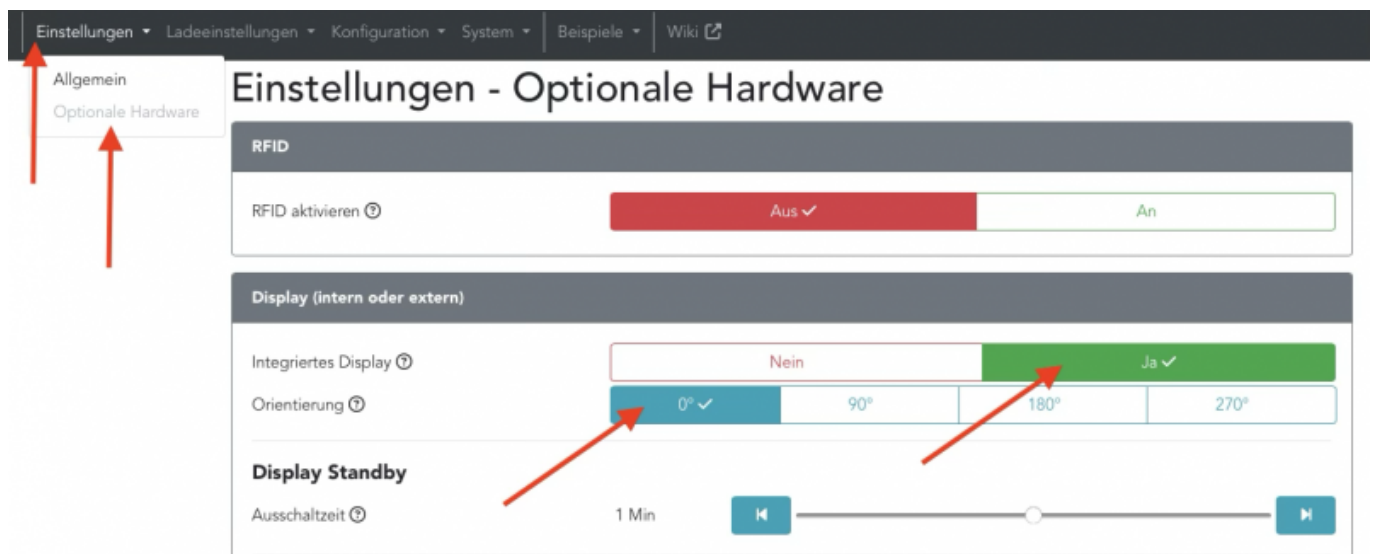 Einstellungen Ladeeinstellungen Konfiguration System Beispiele Wiki
Allgemein
Optionale Hardware
Einstellungen - Optionale Hardware
RFID
RFID aktivieren Aus An
Display (intern oder extern)
Integriertes Display Nein Ja
Orientierung 0° 90° 180° 270°
Display Standby
Ausschaltzeit 1 Min